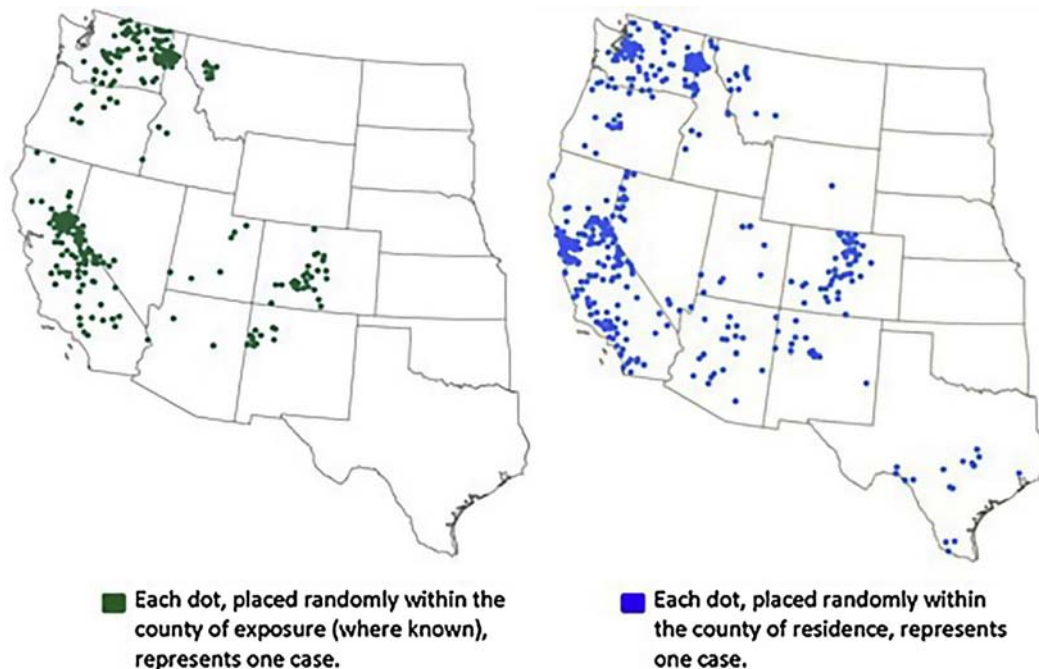 Each dot, placed randomly within the
county of exposure (where known),
represents one case.
Each dot, placed randomly within
the county of residence, represents
one case.